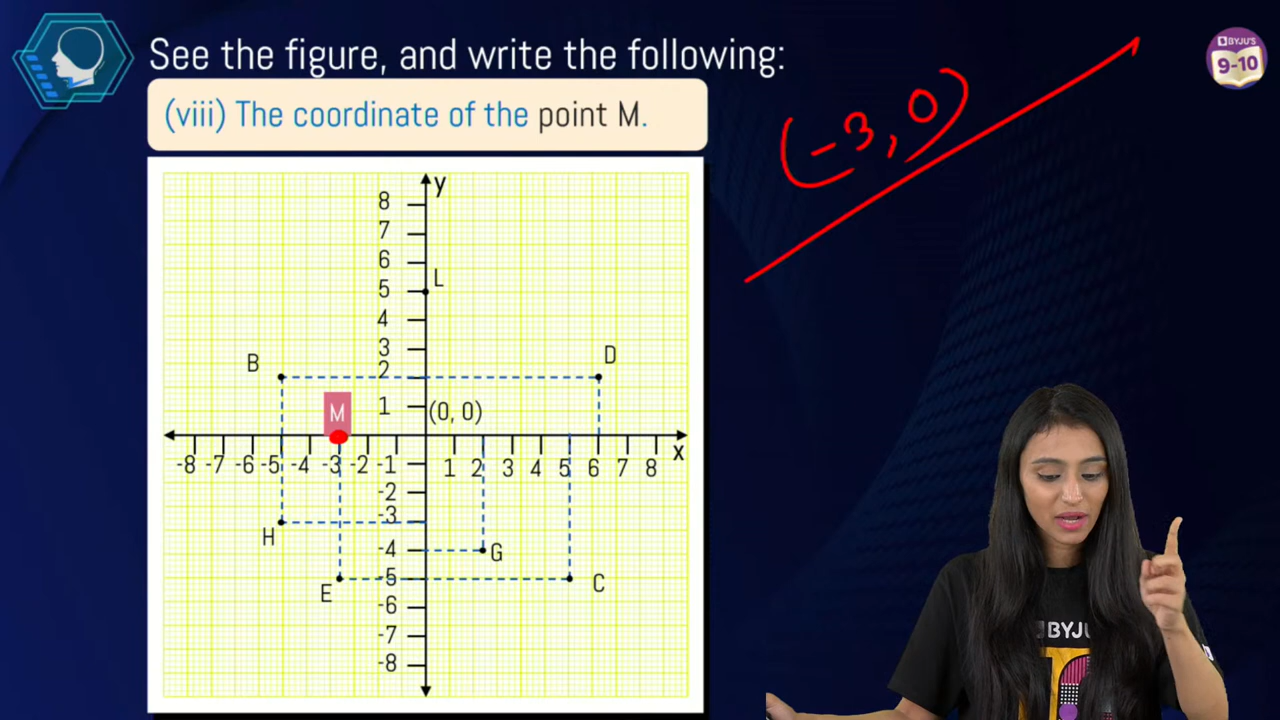 See the figure, and write the following:
BYJU'S
9-10
(viii) The coordinate of the point M.
(-3, 0)
y
8
7
6
5
L
4
3
B
D
2
M
1
(0, 0)
-8 -7 -6 -5 -4 -3 -2 -1 1 2 3 4 5 6 7 8 x
-2
-3
H
-4
G
-5
E
C
-6
-7
-8
BYJU